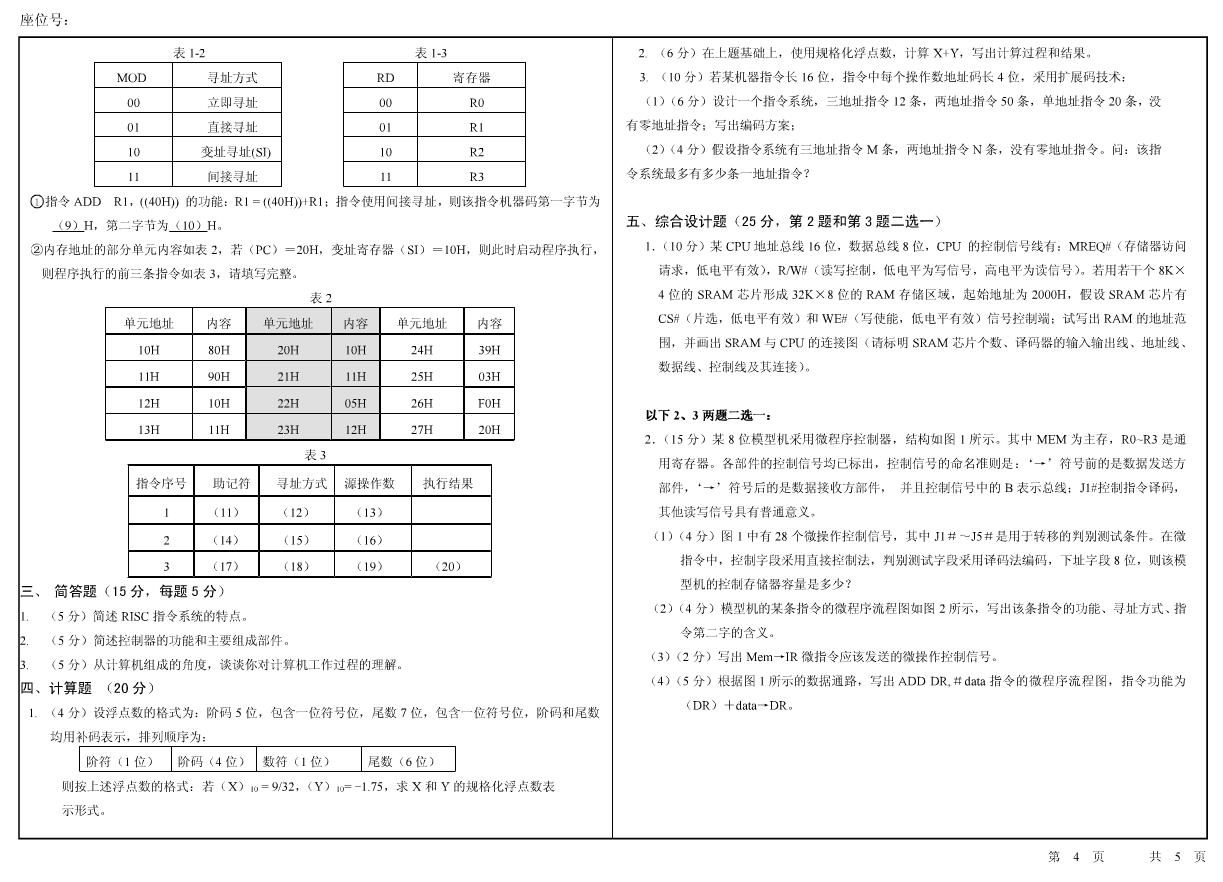 座位号：
表 1-2
MOD 寻址方式
00 立即寻址
01 直接寻址
10 变址寻址(SI)
11 间接寻址
表 1-3
RD 寄存器
00 R0
01 R1
10 R2
11 R3
①指令 ADD R1，((40H)) 的功能：R1 = ((40H))+R1；指令使用间接寻址，则该指令机器码第一字节为
（9）H，第二字节为（10）H。
②内存地址的部分单元内容如表 2，若（PC）＝20H，变址寄存器（SI）＝10H，则此时启动程序执行，
则程序执行的前三条指令如表 3，请填写完整。
表 2
单元地址 内容 单元地址 内容 单元地址 内容
10H 80H 20H 10H 24H 39H
11H 90H 21H 11H 25H 03H
12H 10H 22H 05H 26H F0H
13H 11H 23H 12H 27H 20H
表 3
指令序号 助记符 寻址方式 源操作数 执行结果
1 （11） （12） （13）
2 （14） （15） （16）
3 （17） （18） （19） （20）
三、 简答题（15 分，每题 5 分）
1. （5 分）简述 RISC 指令系统的特点。
2. （5 分）简述控制器的功能和主要组成部件。
3. （5 分）从计算机组成的角度，谈谈你对计算机工作过程的理解。
四、计算题 （20 分）
1. （4 分）设浮点数的格式为：阶码 5 位，包含一位符号位，尾数 7 位，包含一位符号位，阶码和尾数
均用补码表示，排列顺序为：
阶符（1 位） 阶码（4 位） 数符（1 位） 尾数（6 位）
则按上述浮点数的格式：若（X）10 = 9/32，（Y）10= −1.75，求 X 和 Y 的规格化浮点数表
示形式。
2. （6 分）在上题基础上，使用规格化浮点数，计算 X+Y，写出计算过程和结果。
3. （10 分）若某机器指令长 16 位，指令中每个操作数地址码长 4 位，采用扩展码技术：
（1）（6 分）设计一个指令系统，三地址指令 12 条，两地址指令 50 条，单地址指令 20 条，没
有零地址指令；写出编码方案；
（2）（4 分）假设指令系统有三地址指令 M 条，两地址指令 N 条，没有零地址指令。问：该指
令系统最多有多少条一地址指令？
五、综合设计题（25 分，第 2 题和第 3 题二选一）
1．（10 分）某 CPU 地址总线 16 位，数据总线 8 位，CPU 的控制信号线有：MREQ#（存储器访问
请求，低电平有效），R/W#（读写控制，低电平为写信号，高电平为读信号）。若用若干个 8K×
4 位的 SRAM 芯片形成 32K×8 位的 RAM 存储区域，起始地址为 2000H，假设 SRAM 芯片有
CS#（片选，低电平有效）和 WE#（写使能，低电平有效）信号控制端；试写出 RAM 的地址范
围，并画出 SRAM 与 CPU 的连接图（请标明 SRAM 芯片个数、译码器的输入输出线、地址线、
数据线、控制线及其连接）。
以下 2、3 两题二选一：
2．（15 分）某 8 位模型机采用微程序控制器，结构如图 1 所示。其中 MEM 为主存，R0~R3 是通
用寄存器。各部件的控制信号均已标出，控制信号的命名准则是：‘→’符号前的是数据发送方
部件，‘→’符号后的是数据接收方部件， 并且控制信号中的 B 表示总线；J1#控制指令译码，
其他读写信号具有普通意义。
（1）（4 分）图 1 中有 28 个微操作控制信号，其中 J1＃～J5＃是用于转移的判别测试条件。在微
指令中，控制字段采用直接控制法，判别测试字段采用译码法编码，下址字段 8 位，则该模
型机的控制存储器容量是多少？
（2）（4 分）模型机的某条指令的微程序流程图如图 2 所示，写出该条指令的功能、寻址方式、指
令第二字的含义。
（3）（2 分）写出 Mem→IR 微指令应该发送的微操作控制信号。
（4）（5 分）根据图 1 所示的数据通路，写出 ADD DR,＃data 指令的微程序流程图，指令功能为
（DR）＋data→DR。
第 4 页 共 5 页